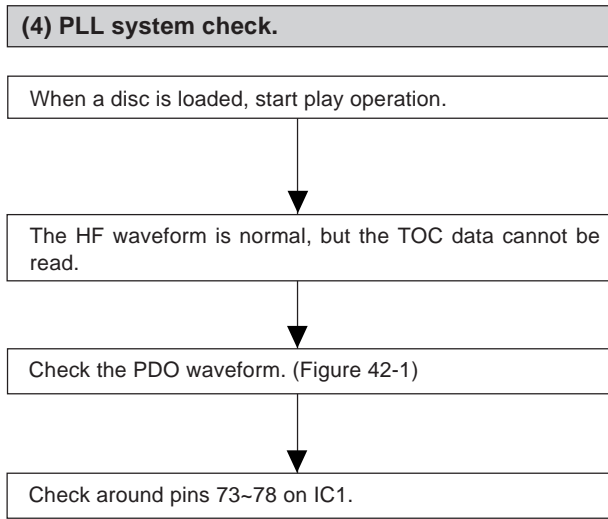 (4) PLL system check.
When a disc is loaded, start play operation.
The HF waveform is normal, but the TOC data cannot be
read.
Check the PDO waveform. (Figure 42-1)
Check around pins 73~78 on IC1.